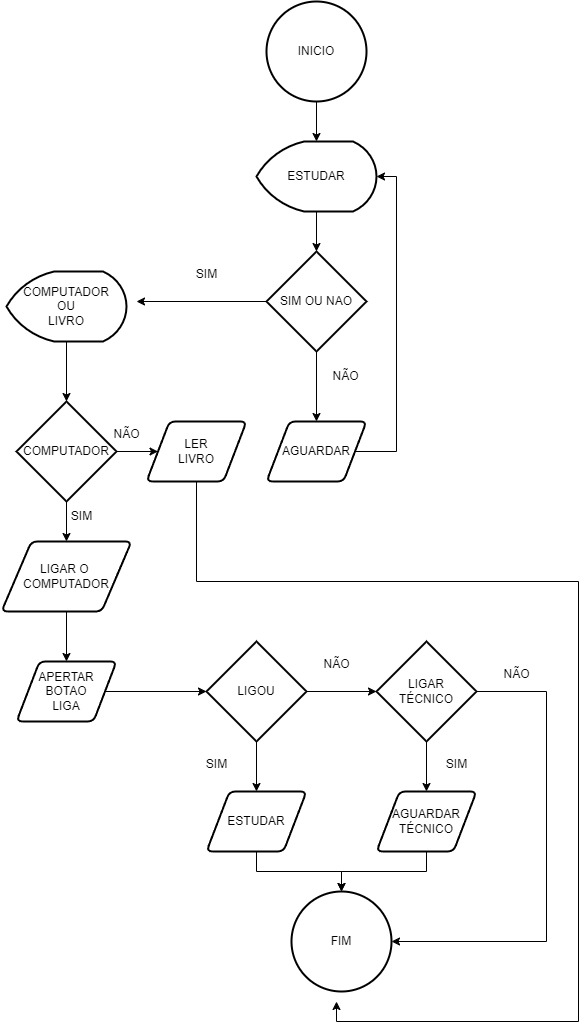 INICIO
ESTUDAR
SIM
SIM OU NAO
COMPUTADOR
OU
LIVRO
NÃO
COMPUTADOR
NÃO
LER
LIVRO
AGUARDAR
SIM
LIGAR O
COMPUTADOR
APERTAR
BOTAO
LIGA
LIGOU
NÃO
LIGAR
TÉCNICO
NÃO
SIM
SIM
ESTUDAR
AGUARDAR
TÉCNICO
FIM